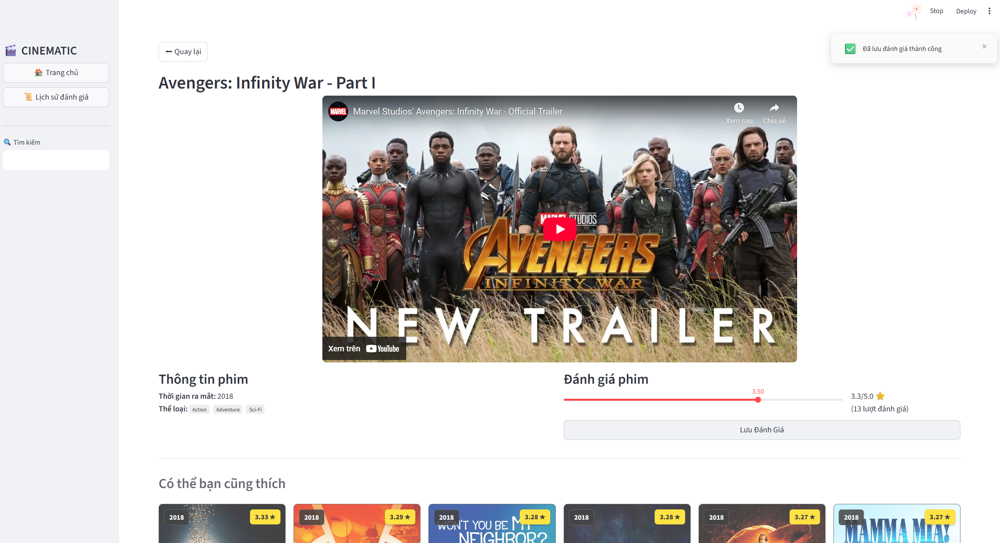 Stop
Deploy
CINEMATIC
Trang chủ
Lịch sử đánh giá
Tìm kiếm
Quay lại
Đã lưu đánh giá thành công
Avengers: Infinity War - Part I
MARVEL
Marvel Studios' Avengers: Infinity War - Official Trailer
Xem sau
Chia sẻ
MARVEL STUDIOS
AVENGERS
INFINITY WAR
NEW TRAILER
Xem trên YouTube
Thông tin phim
Thời gian ra mắt: 2018
Thể loại: Action Adventure Sci-Fi
Đánh giá phim
3.50
3.3/5.0
(13 lượt đánh giá)
Lưu Đánh Giá
Có thể bạn cũng thích
2018
3.33 ★
2018
3.29 ★
2018
3.28 ★
WON'T YOU BE MY
NEIGHBOR?
2018
3.28 ★
2018
3.27 ★
2018
3.27 ★
MAMMA MIA!